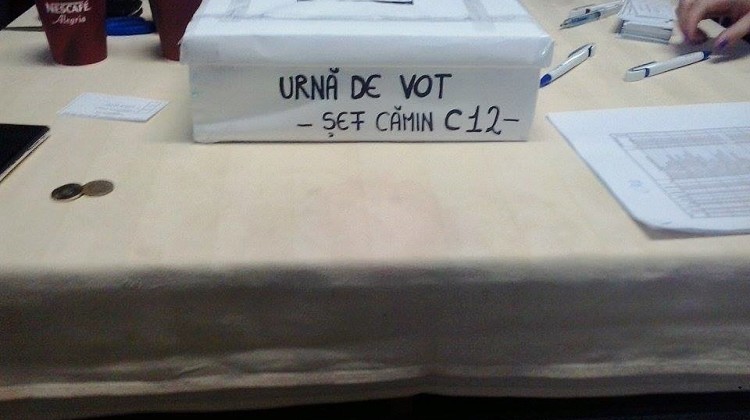 NESCAFÉ
Alegria
URNĂ DE VOT
- ȘEF CĂMIN C12-